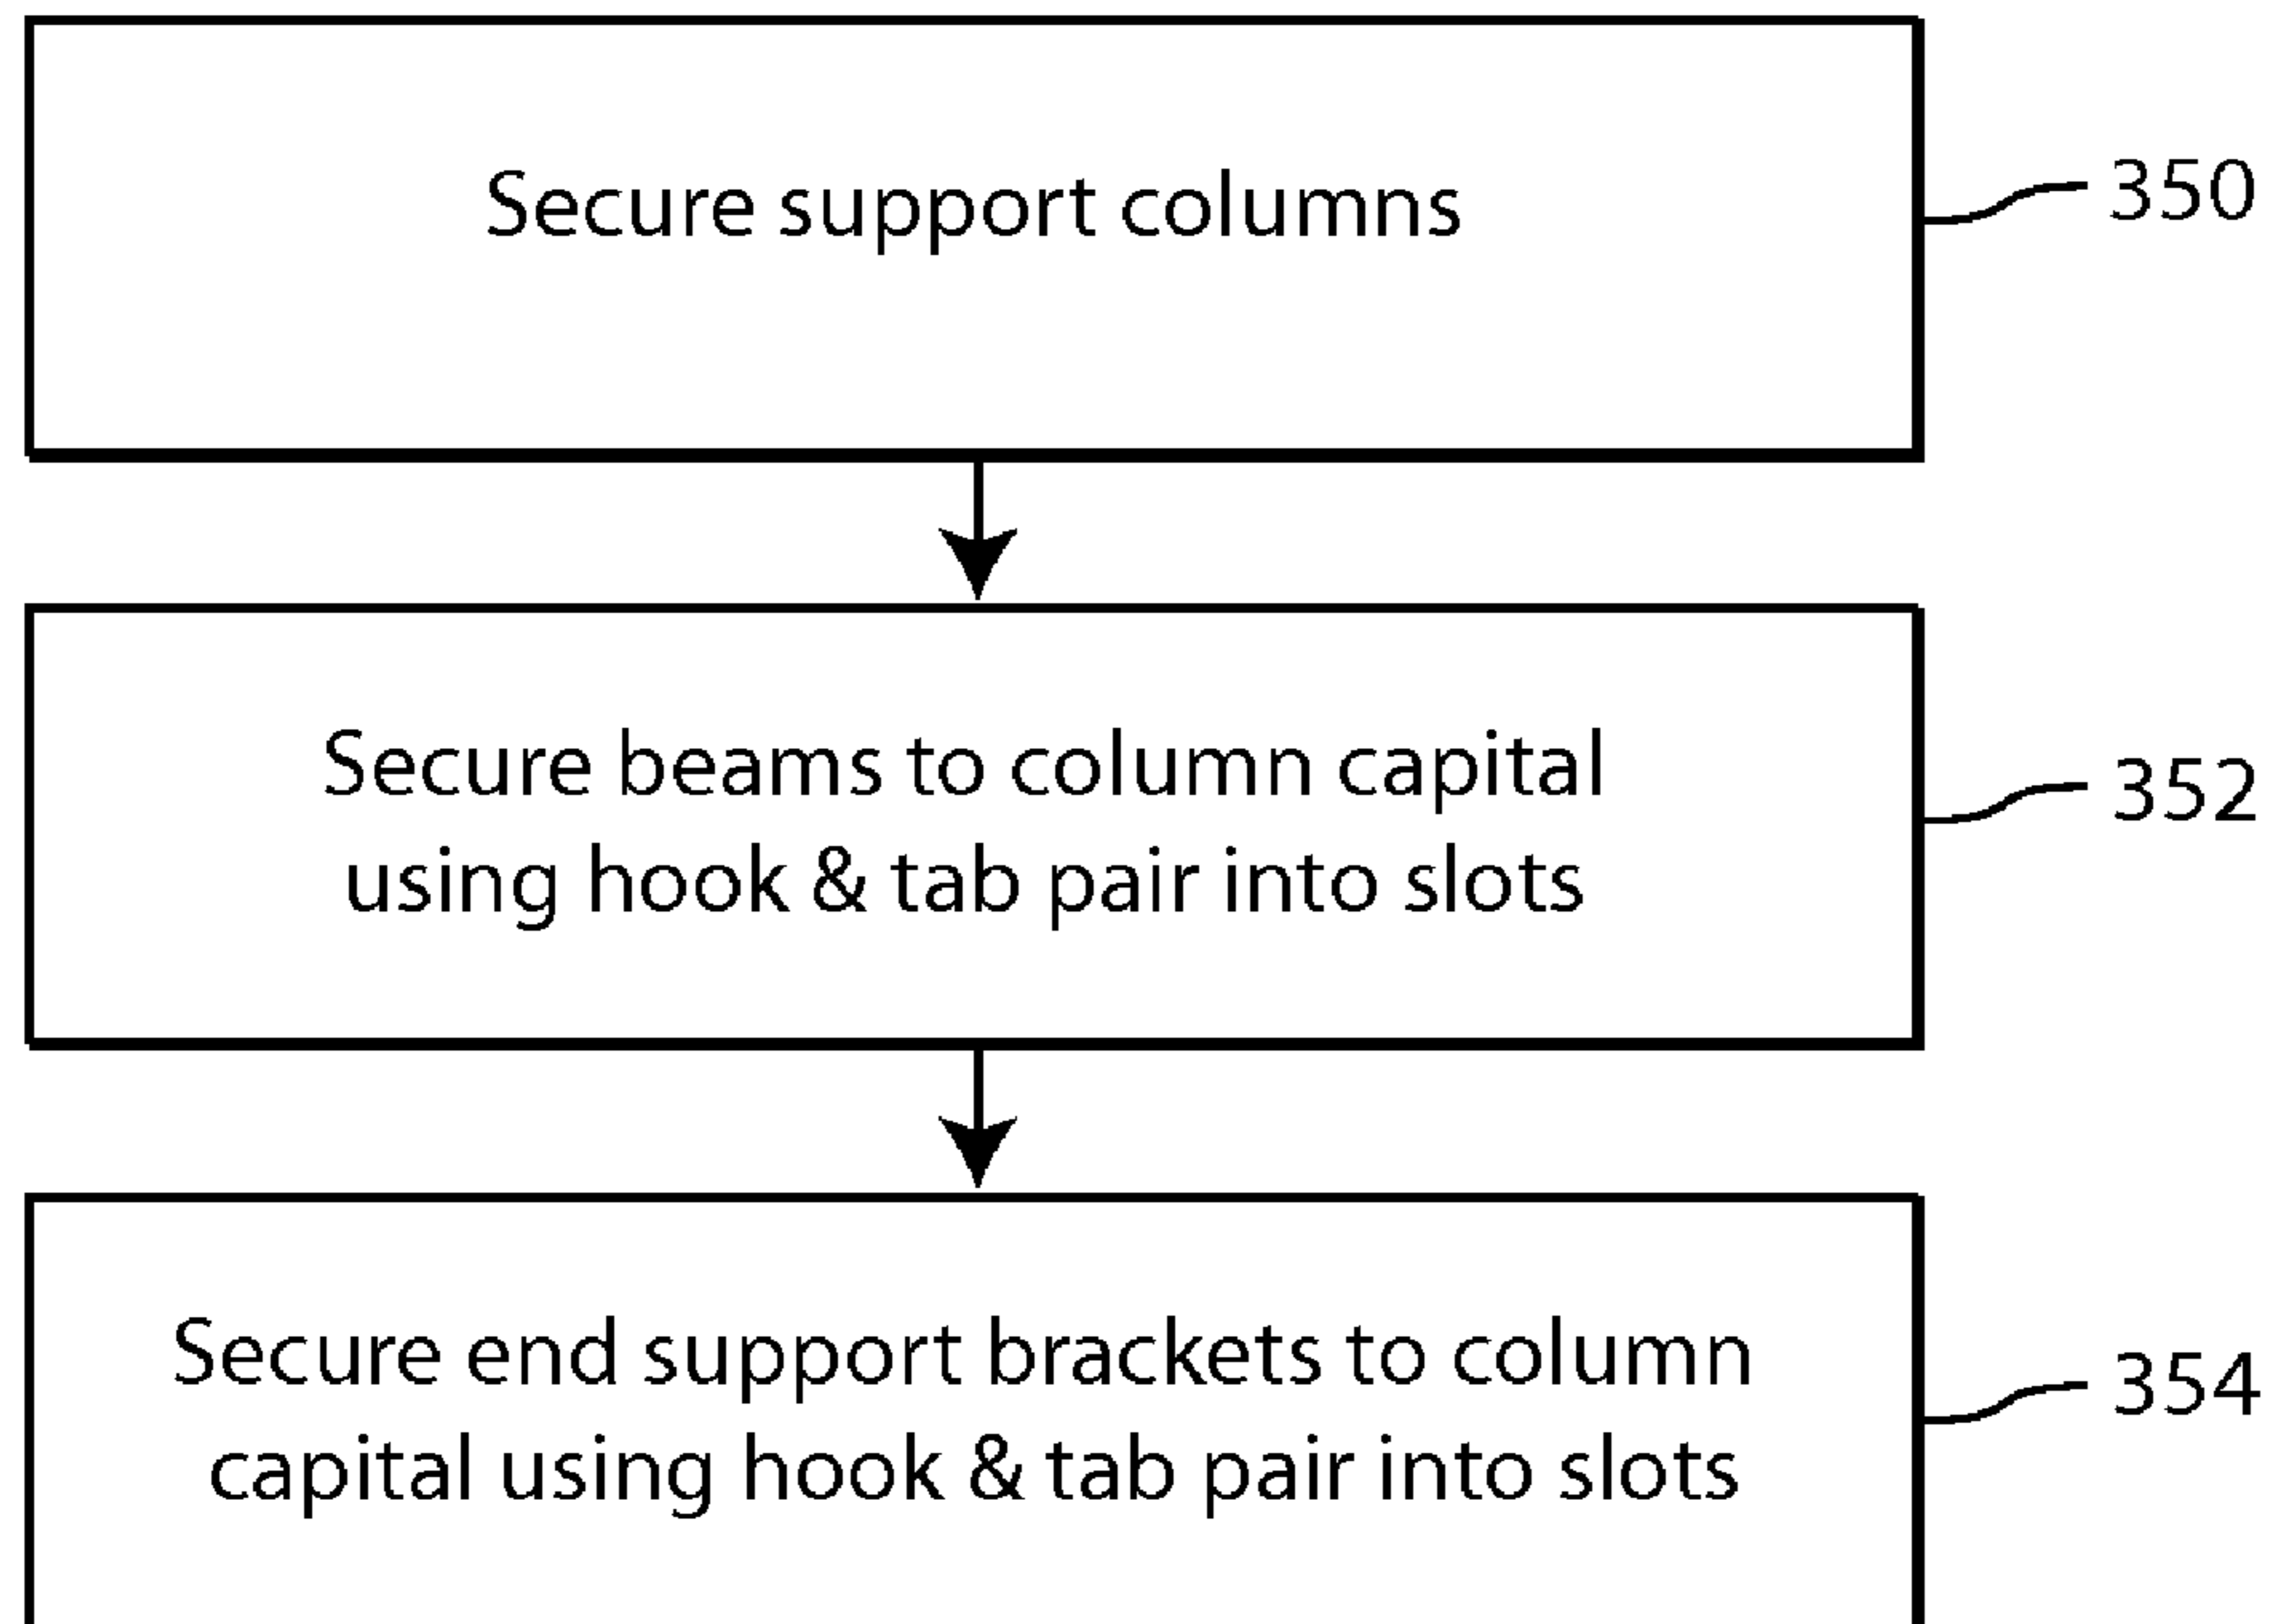 Secure support columns
350
Secure beams to column capital
using hook & tab pair into slots
352
Secure end support brackets to column
capital using hook & tab pair into slots
354